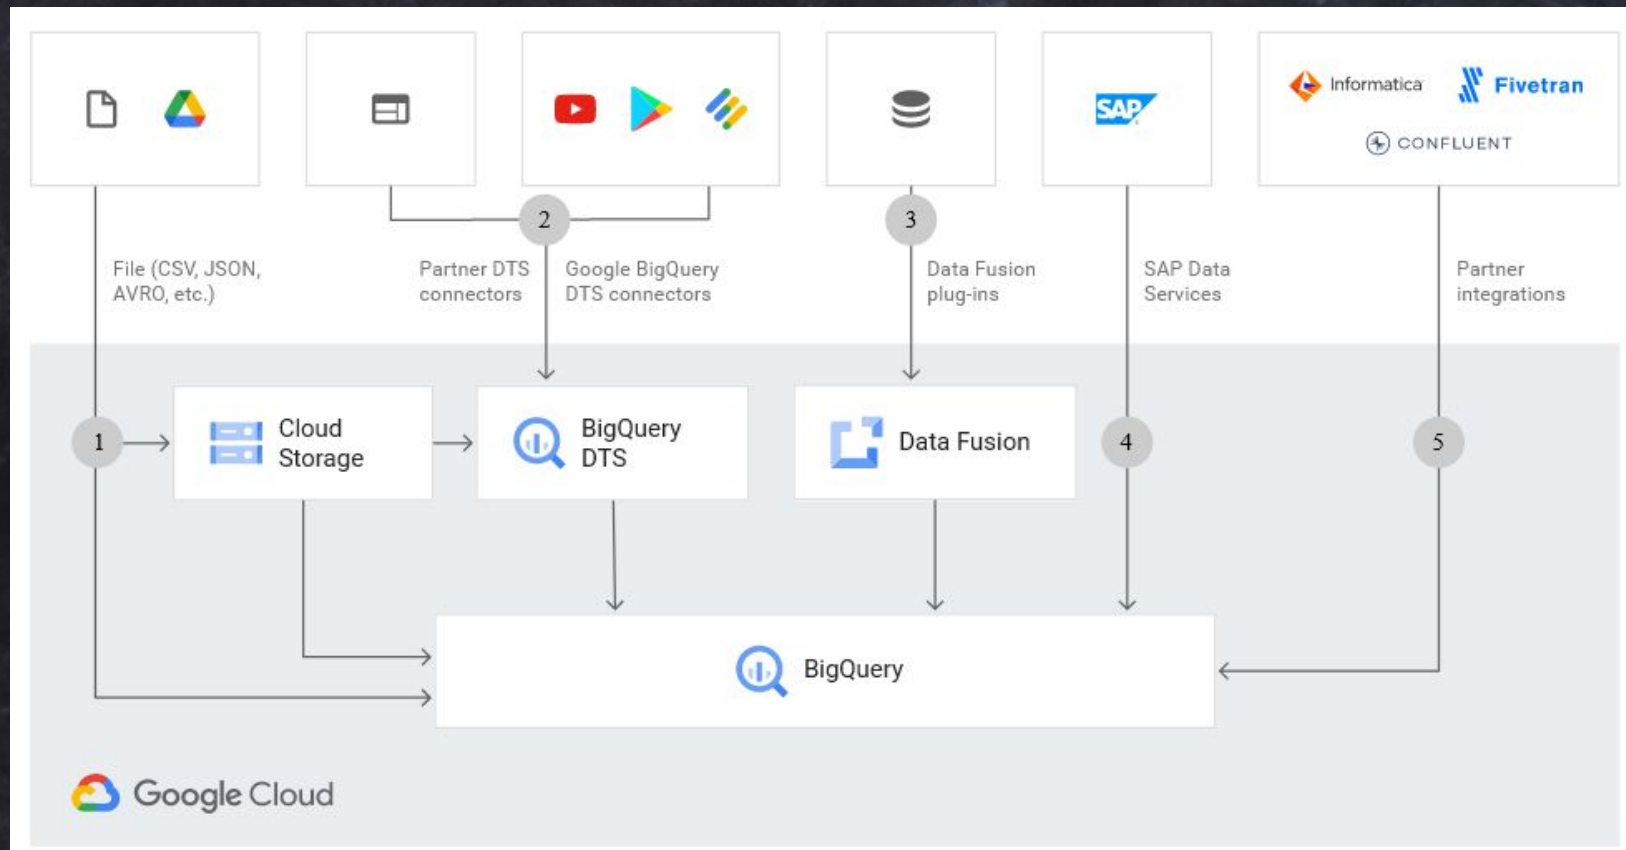 SAP
Informatica
Fivetran
CONFLUENT
2
3
File (CSV, JSON,
AVRO, etc.)
Partner DTS
connectors
Google BigQuery
DTS connectors
Data Fusion
plug-ins
SAP Data
Services
Partner
integrations
1
Cloud
Storage
BigQuery
DTS
Data Fusion
4
5
BigQuery
Google Cloud